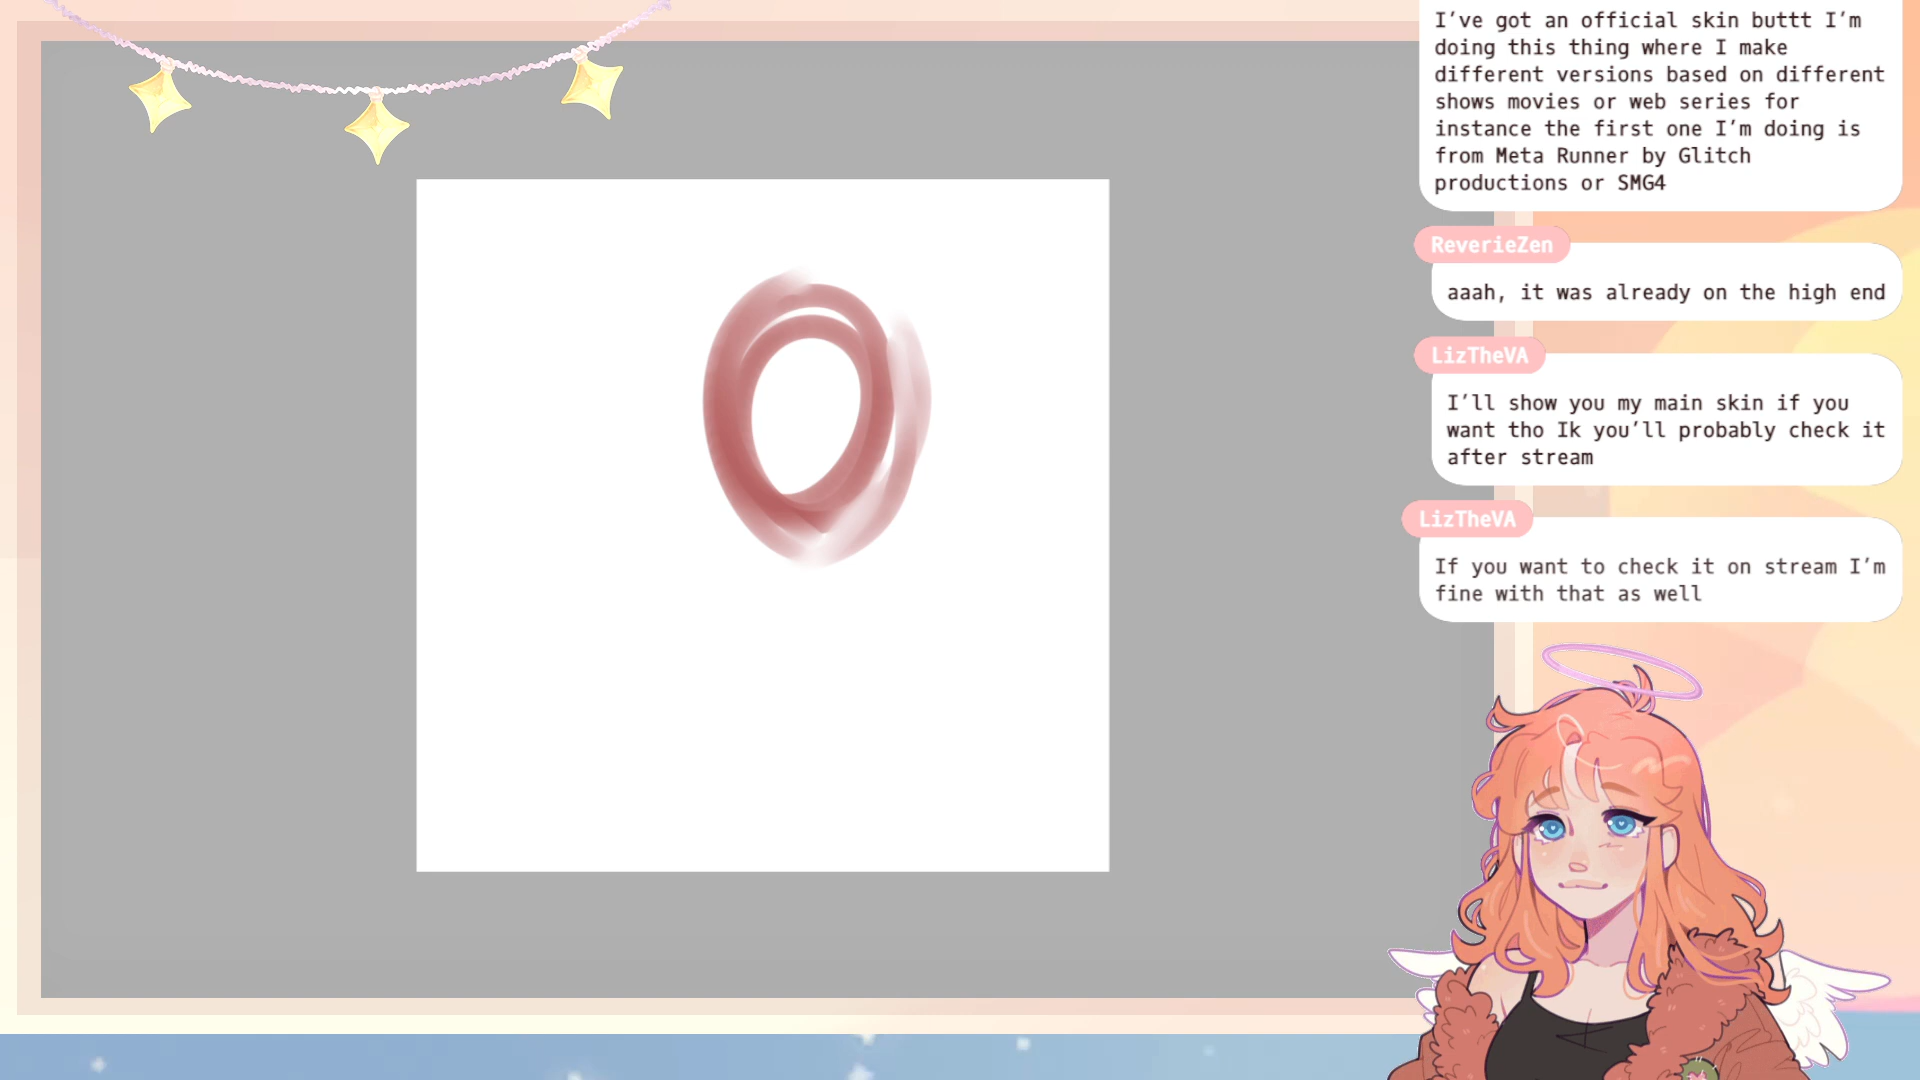 I've got an official skin buttt I'm
doing this thing where I make
different versions based on different
shows movies or web series for
instance the first one I'm doing is
from Meta Runner by Glitch
productions or SMG4
ReverieZen
aaah, it was already on the high end
LizTheVA
I'll show you my main skin if you
want tho Ik you'll probably check it
after stream
LizTheVA
If you want to check it on stream I'm
fine with that as well